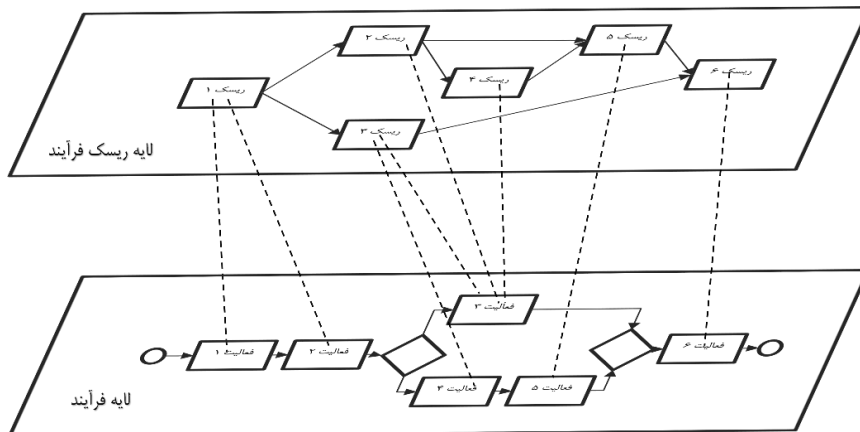 ریسک ۱
ریسک ۲
ریسک ۳
ریسک ۴
ریسک ۵
ریسک ۶
لایه ریسک فرآیند
فعالیت ۱
فعالیت ۲
فعالیت ۳
فعالیت ۴
فعالیت ۵
فعالیت ۶
لایه فرآیند